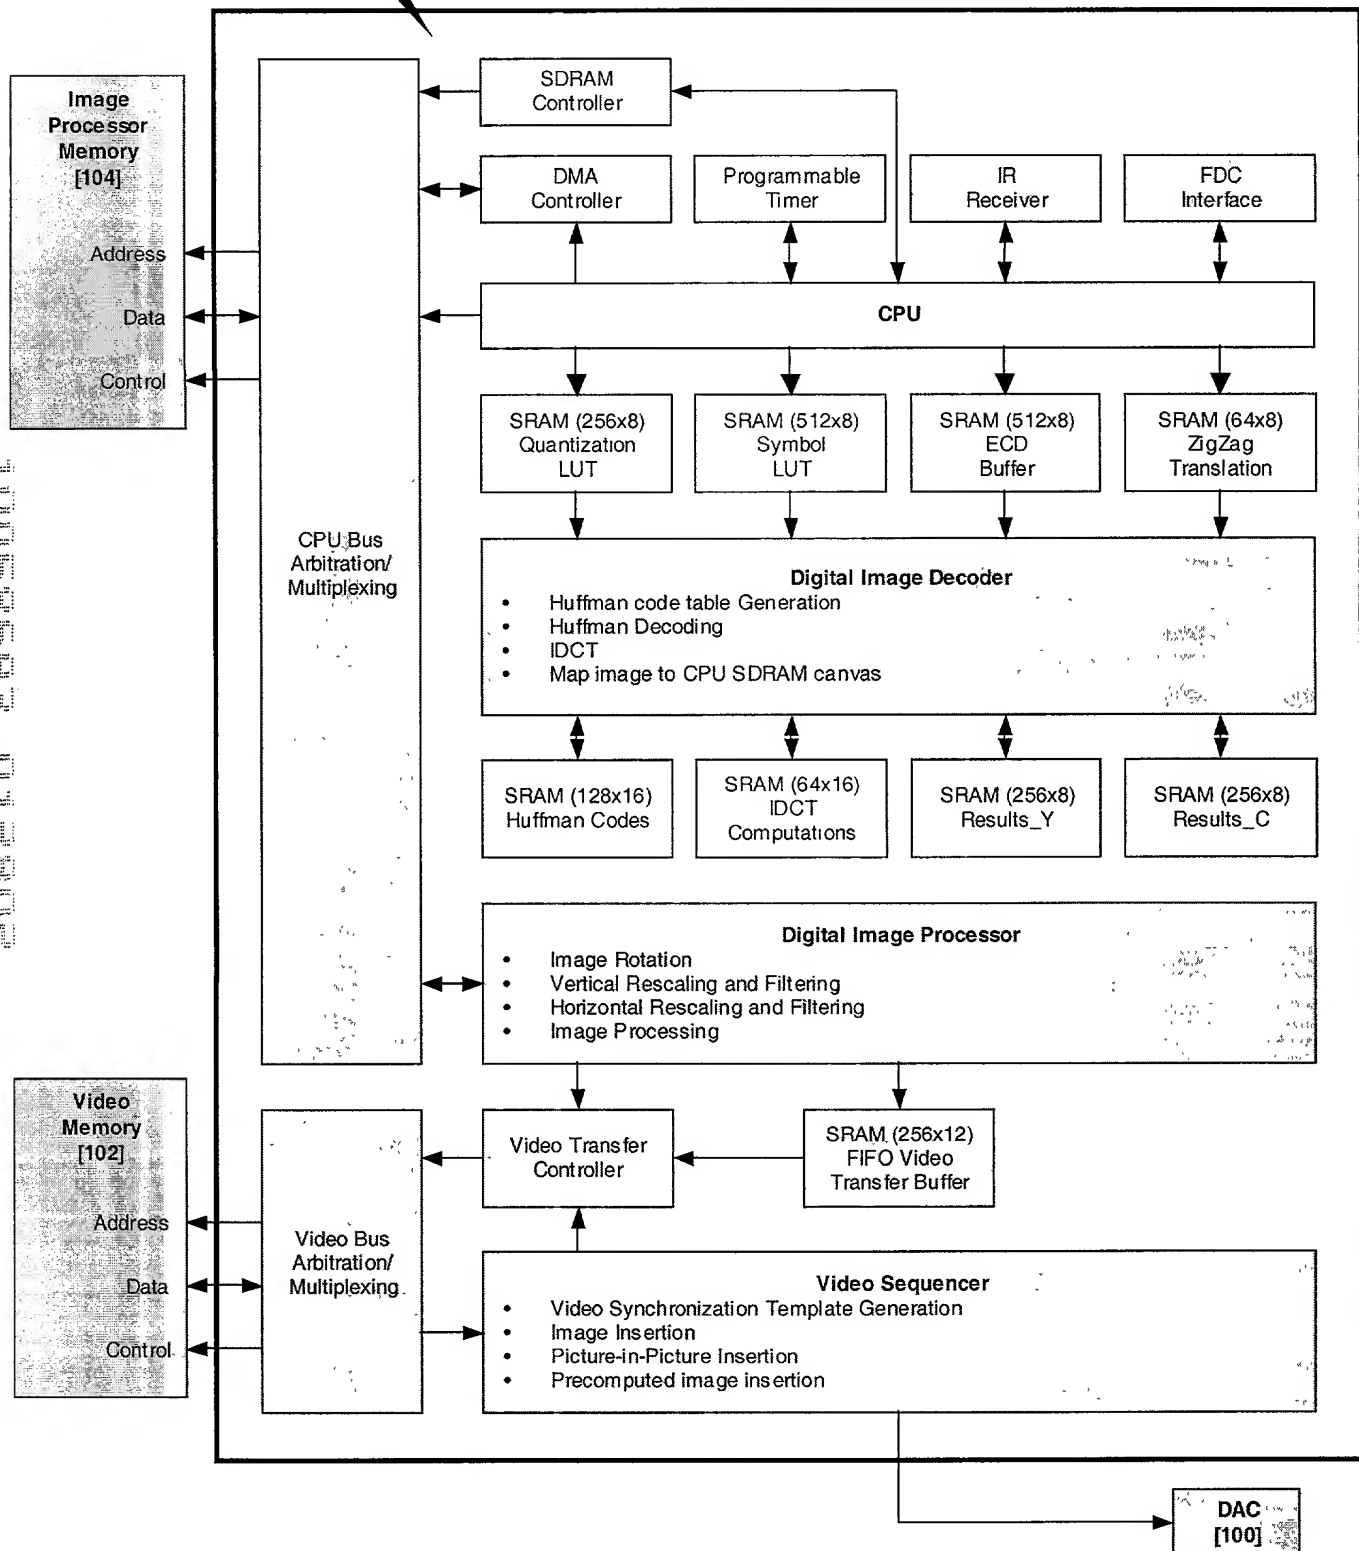 Image
Processor
Memory
[104]
Address
Data
Control
SDRAM
Controller
DMA
Controller
Programmable
Timer
IR
Receiver
FDC
Interface
CPU
SRAM (256x8)
Quantization
LUT
SRAM (512x8)
Symbol
LUT
SRAM (512x8)
ECD
Buffer
SRAM (64x8)
ZigZag
Translation
CPU Bus
Arbitration/
Multiplexing
Digital Image Decoder
• Huffman code table Generation
• Huffman Decoding
• IDCT
• Map image to CPU SDRAM canvas
SRAM (128x16)
Huffman Codes
SRAM (64x16)
IDCT
Computations
SRAM (256x8)
Results_Y
SRAM (256x8)
Results_C
Digital Image Processor
• Image Rotation
• Vertical Rescaling and Filtering
• Horizontal Rescaling and Filtering
• Image Processing
Video
Memory
[102]
Address
Data
Control
Video Bus
Arbitration/
Multiplexing
Video Transfer
Controller
SRAM (256x12)
FIFO Video
Transfer Buffer
Video Sequencer
• Video Synchronization Template Generation
• Image Insertion
• Picture-in-Picture Insertion
• Precomputed image insertion
DAC
[100]